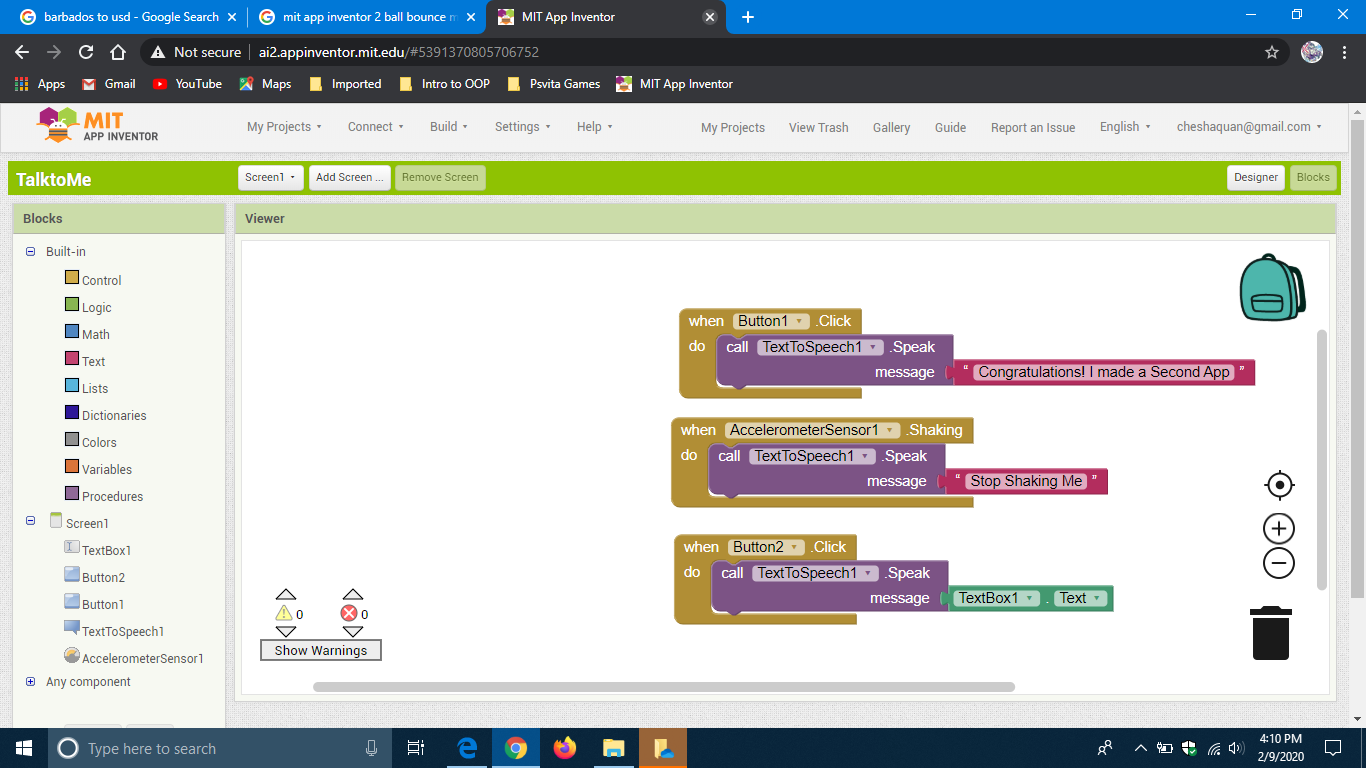 barbados to usd - Google Search
mit app inventor 2 ball bounce
MIT App Inventor
Not secure
ai2.appinventor.mit.edu/#5391370805706752
Apps
Gmail
YouTube
Maps
Imported
Intro to OOP
Psvita Games
MIT App Inventor
MIT
APP INVENTOR
My Projects
Connect
Build
Settings
Help
My Projects
View Trash
Gallery
Guide
Report an Issue
English
cheshaquan@gmail.com
TalktoMe
Screen1
Add Screen ...
Remove Screen
Designer
Blocks
Blocks
Built-in
Control
Logic
Math
Text
Lists
Dictionaries
Colors
Variables
Procedures
Screen1
TextBox1
Button2
Button1
TextToSpeech1
AccelerometerSensor1
Any component
Viewer
when Button1 .Click
do call TextToSpeech1 .Speak
message “ Congratulations! I made a Second App ”
when AccelerometerSensor1 .Shaking
do call TextToSpeech1 .Speak
message “ Stop Shaking Me ”
when Button2 .Click
do call TextToSpeech1 .Speak
message TextBox1 . Text
0 0
Show Warnings
Type here to search
4:10 PM
2/9/2020